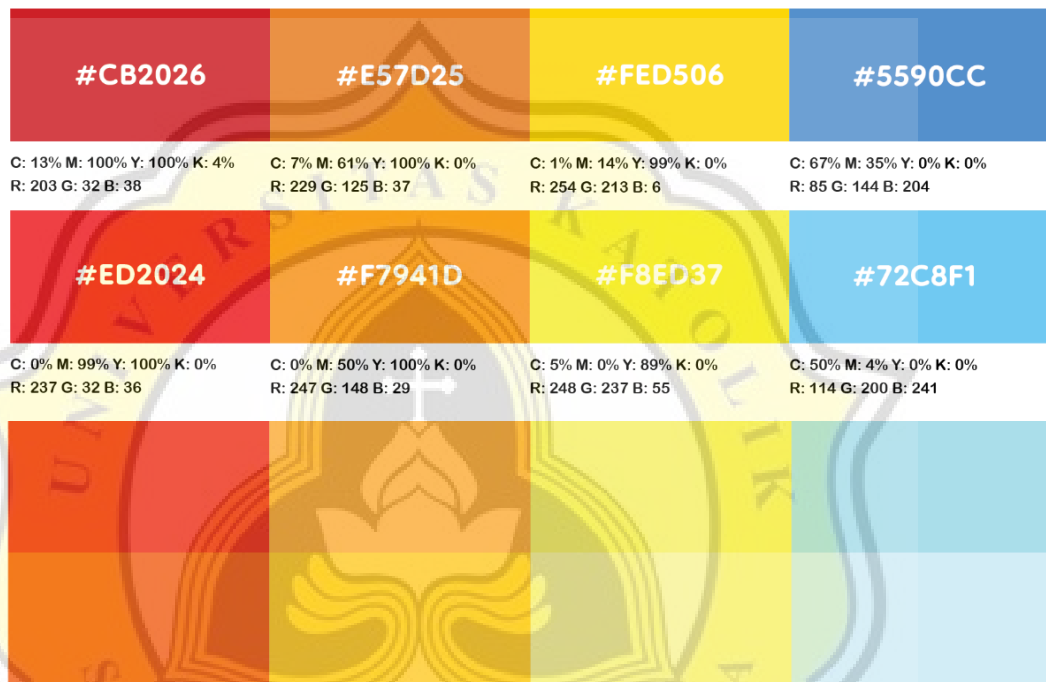 #CB2026 #E57D25 #FED506 #5590CC
C: 13% M: 100% Y: 100% K: 4% C: 7% M: 61% Y: 100% K: 0% C: 1% M: 14% Y: 99% K: 0% C: 67% M: 35% Y: 0% K: 0%
R: 203 G: 32 B: 38 R: 229 G: 125 B: 37 R: 254 G: 213 B: 6 R: 85 G: 144 B: 204
#ED2024 #F7941D #F8ED37 #72C8F1
C: 0% M: 99% Y: 100% K: 0% C: 0% M: 50% Y: 100% K: 0% C: 5% M: 0% Y: 89% K: 0% C: 50% M: 4% Y: 0% K: 0%
R: 237 G: 32 B: 36 R: 247 G: 148 B: 29 R: 248 G: 237 B: 55 R: 114 G: 200 B: 241
UNIVERSITAS KATOLIK